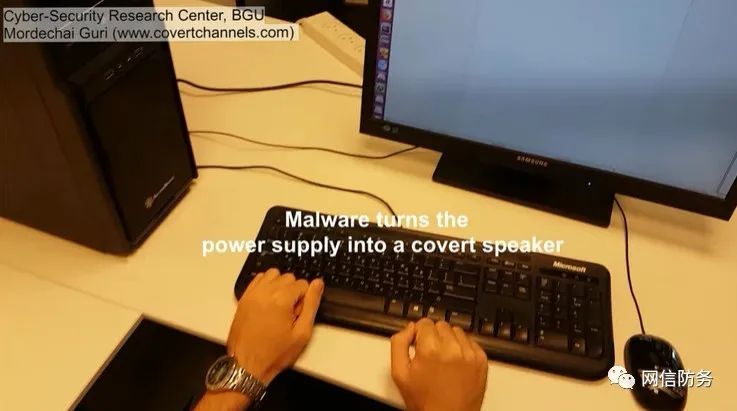 Cyber-Security Research Center, BGU
Mordechai Guri (www.covertchannels.com)
SAMSUNG
Malware turns the
power supply into a covert speaker
Microsoft
网信防务